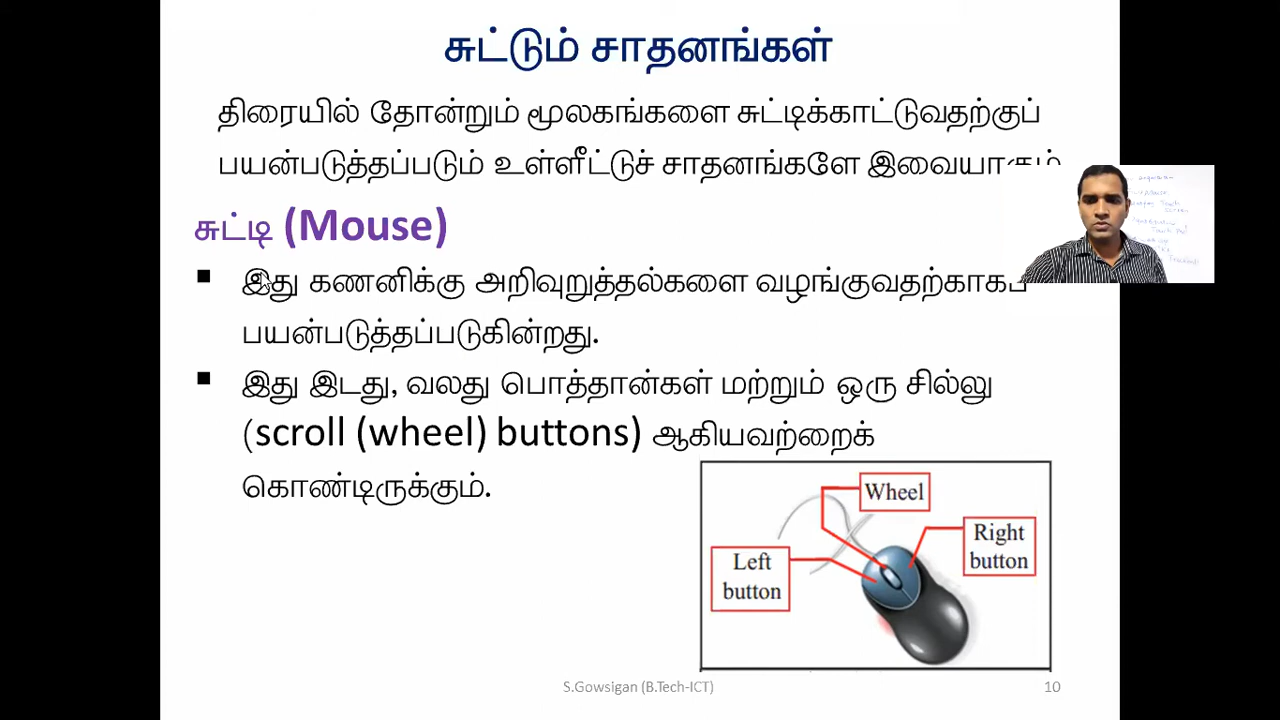 சுட்டும் சாதனங்கள்
திரையில் தோன்றும் மூலகங்களை சுட்டிக்காட்டுவதற்குப்
பயன்படுத்தப்படும் உள்ளீட்டுச் சாதனங்களே இவையாகும்
சுட்டி (Mouse)
▪ இது கணனிக்கு அறிவுறுத்தல்களை வழங்குவதற்காகப்
பயன்படுத்தப்படுகின்றது.
▪ இது இடது, வலது பொத்தான்கள் மற்றும் ஒரு சில்லு
(scroll (wheel) buttons) ஆகியவற்றைக்
கொண்டிருக்கும்.
Wheel
Right
button
Left
button
S.Gowsigan (B.Tech-ICT)
10